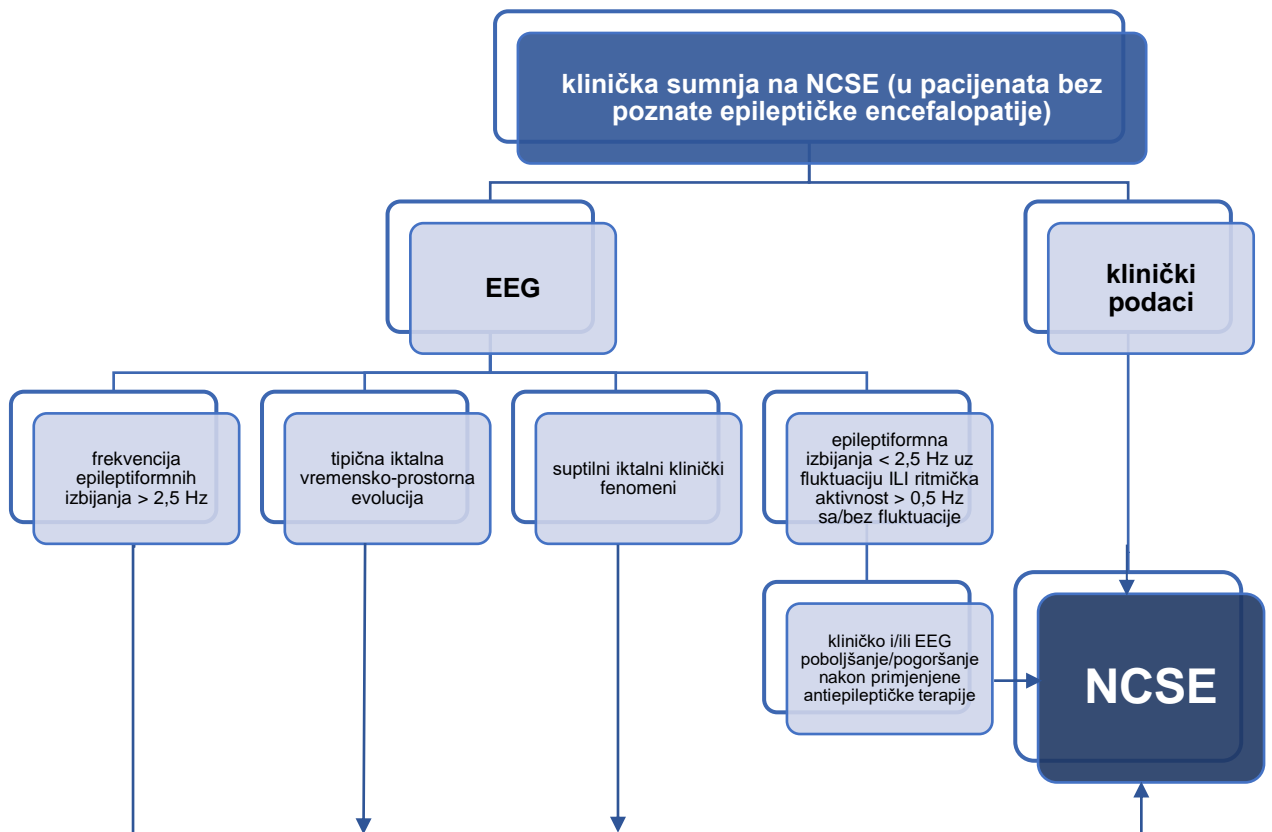 klinička sumnja na NCSE (u pacijenata bez
poznate epileptičke encefalopatije)
EEG
klinički
podaci
frekvencija
epileptiformnih
izbijanja > 2,5 Hz
tipična iktalna
vremensko-prostorna
evolucija
suptilni iktalni klinički
fenomeni
epileptiformna
izbijanja < 2,5 Hz uz
fluktuaciju ILI ritmička
aktivnost > 0,5 Hz
sa/bez fluktuacije
kliničko i/ili EEG
poboljšanje/pogoršanje
nakon primjenjene
antiepileptičke terapije
NCSE